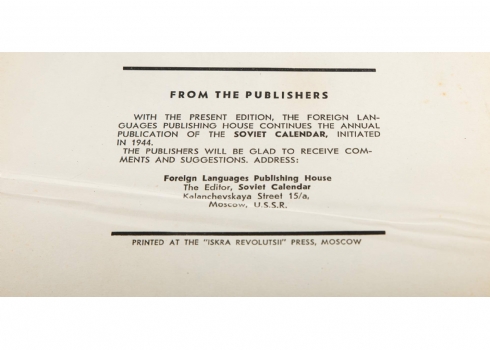 FROM THE PUBLISHERS
WITH THE PRESENT EDITION, THE FOREIGN LAN-
GUAGES PUBLISHING HOUSE CONTINUES THE ANNUAL
PUBLICATION OF THE SOVIET CALENDAR, INITIATED
IN 1944.
THE PUBLISHERS WILL BE GLAD TO RECEIVE COM-
MENTS AND SUGGESTIONS. ADDRESS:
Foreign Languages Publishing House
The Editor, Soviet Calendar
Kalanchevskaya Street 15/a,
Moscow, U.S.S.R.
PRINTED AT THE "ISKRA REVOLUTSII" PRESS, MOSCOW